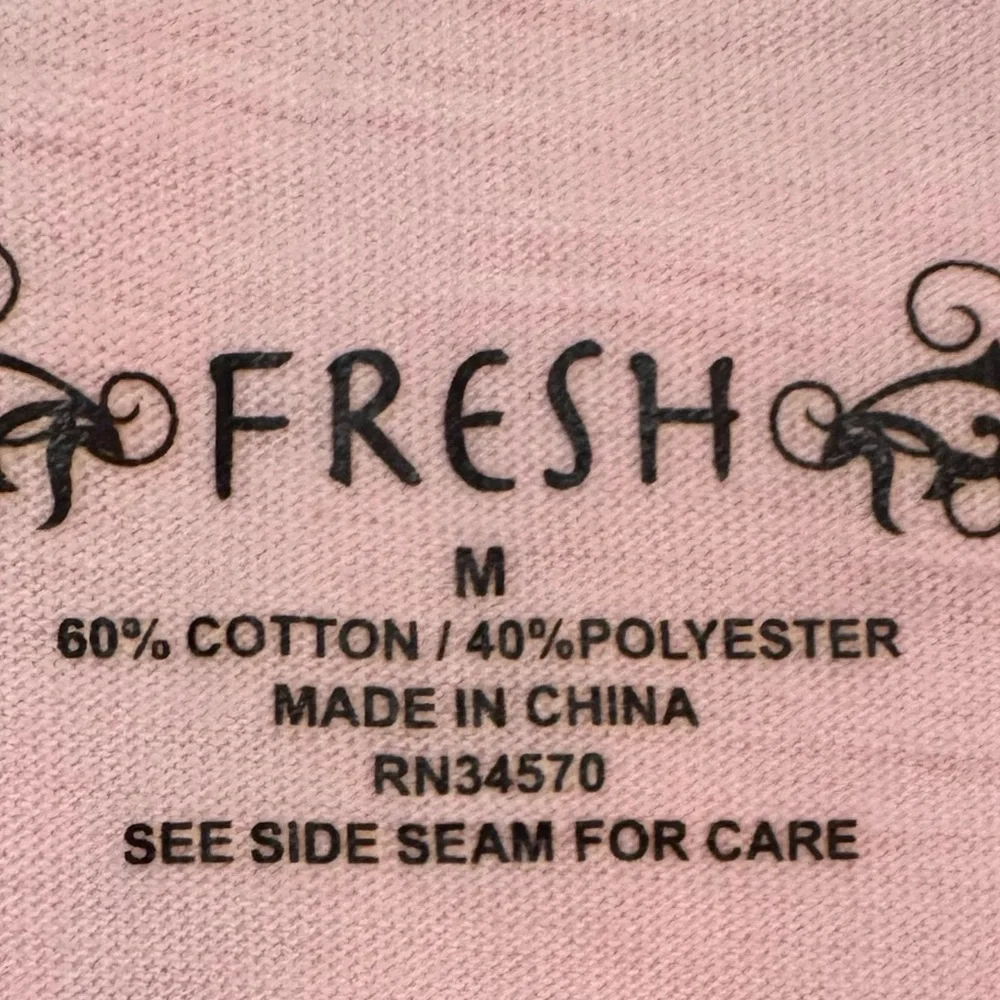 FRESH
M
60% COTTON / 40%POLYESTER
MADE IN CHINA
RN34570
SEE SIDE SEAM FOR CARE